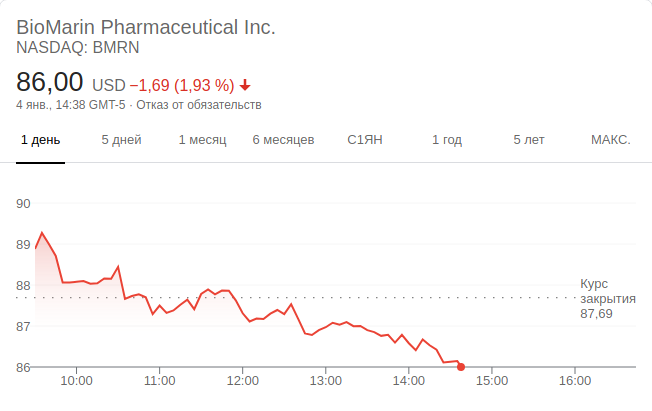 BioMarin Pharmaceutical Inc.
NASDAQ: BMRN
86,00 USD −1,69 (1,93 %)
4 янв., 14:38 GMT-5 · Отказ от обязательств
1 день 5 дней 1 месяц 6 месяцев С1ЯН 1 год 5 лет МАКС.
90
89
88
87
86
Курс
закрытия
87,69
10:00 11:00 12:00 13:00 14:00 15:00 16:00